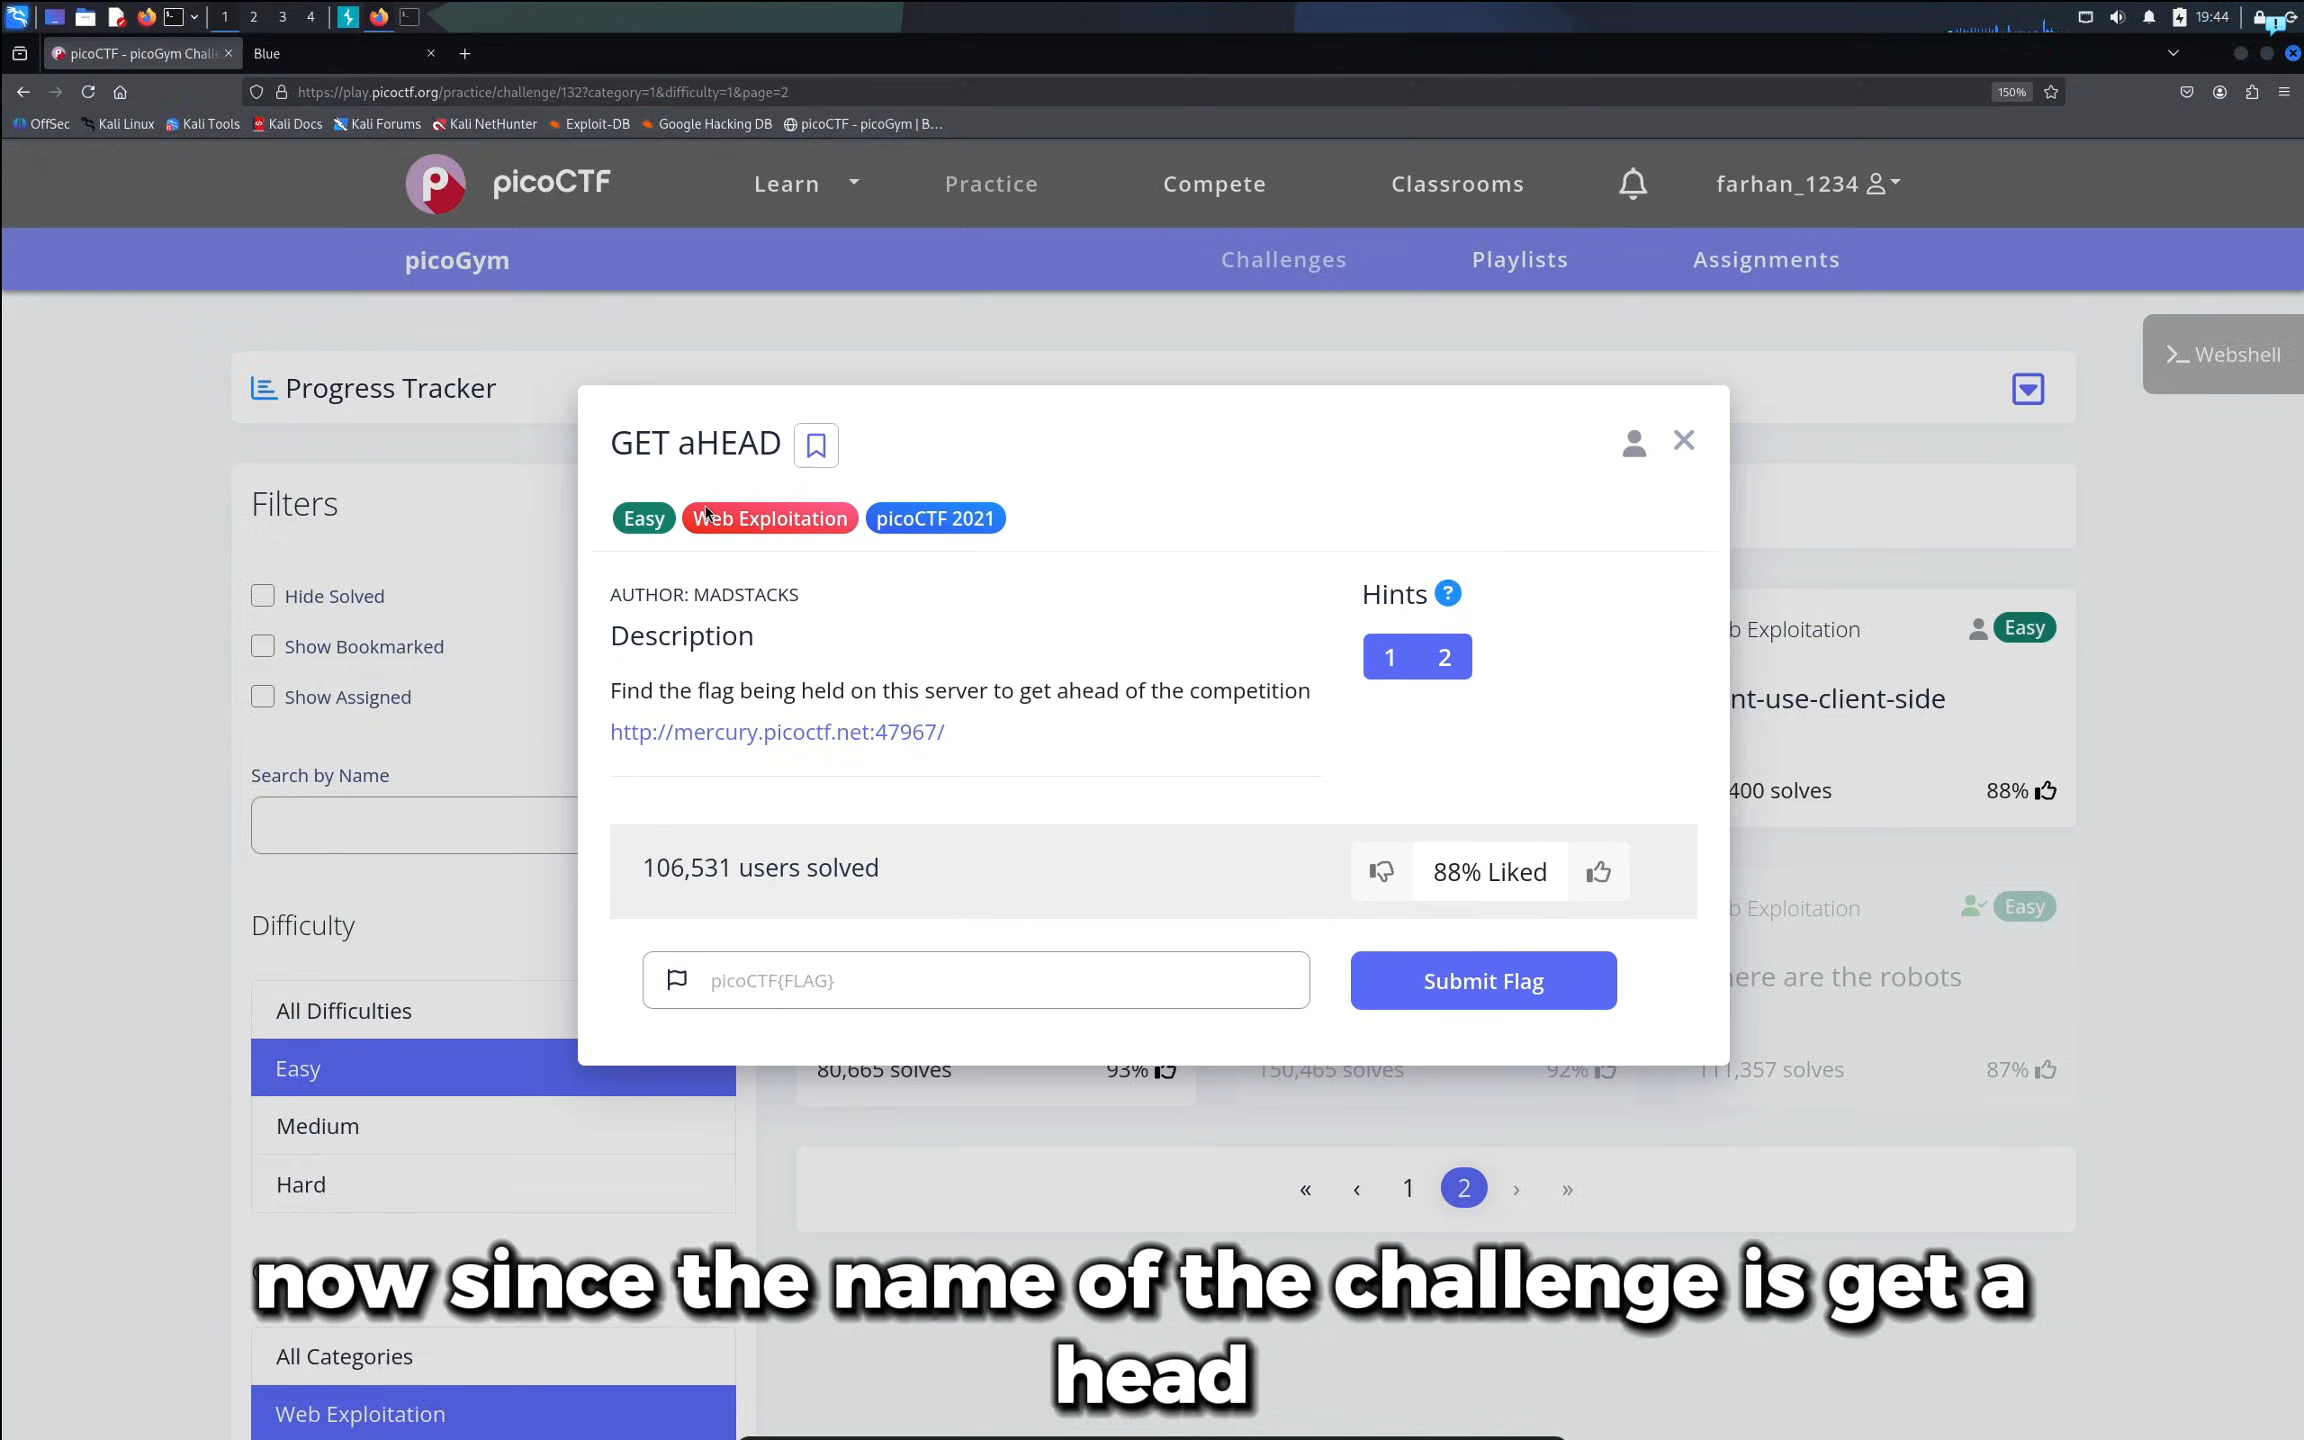 1 2 3 4 19:44
picoCTF - picoGym Challe Blue
https://play.picoctf.org/practice/challenge/132?category=1&difficulty=1&page=2 150%
OffSec Kali Linux Kali Tools Kali Docs Kali Forums Kali NetHunter Exploit-DB Google Hacking DB picoCTF - picoGym | B...
picoCTF Learn Practice Compete Classrooms farhan_1234
picoGym Challenges Playlists Assignments
Webshell
Progress Tracker
GET aHEAD
Filters
Easy Web Exploitation picoCTF 2021
Hide Solved
Show Bookmarked
Show Assigned
Search by Name
AUTHOR: MADSTACKS
Description
Find the flag being held on this server to get ahead of the competition
http://mercury.picoctf.net:47967/
Hints ?
1 2
b Exploitation Easy
nt-use-client-side
400 solves 88%
106,531 users solved
88% Liked
b Exploitation Easy
picoCTF{FLAG}
Submit Flag
ere are the robots
Difficulty
All Difficulties
Easy
Medium
Hard
80,665 solves 93% 150,465 solves 92% 111,357 solves 87%
« ‹ 1 2 › »
now since the name of the challenge is get a
head
All Categories
Web Exploitation